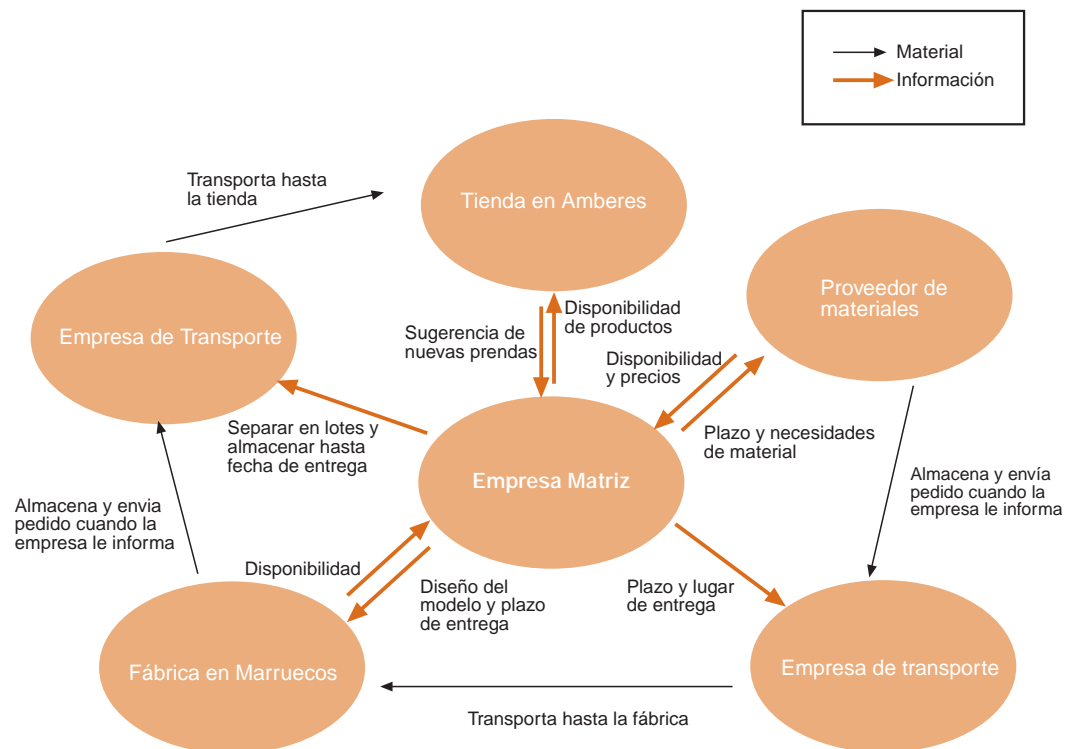 Material
Información
Transporta hasta
la tienda
Tienda en Amberes
Proveedor de
materiales
Empresa de Transporte
Sugerencia de
nuevas prendas
Disponibilidad
de productos
Disponibilidad
y precios
Separar en lotes y
almacenar hasta
fecha de entrega
Plazo y necesidades
de material
Empresa Matriz
Almacena y envia
pedido cuando la
empresa le informa
Almacena y envía
pedido cuando la
empresa le informa
Disponibilidad
Diseño del
modelo y plazo
de entrega
Plazo y lugar
de entrega
Fábrica en Marruecos
Empresa de transporte
Transporta hasta la fábrica